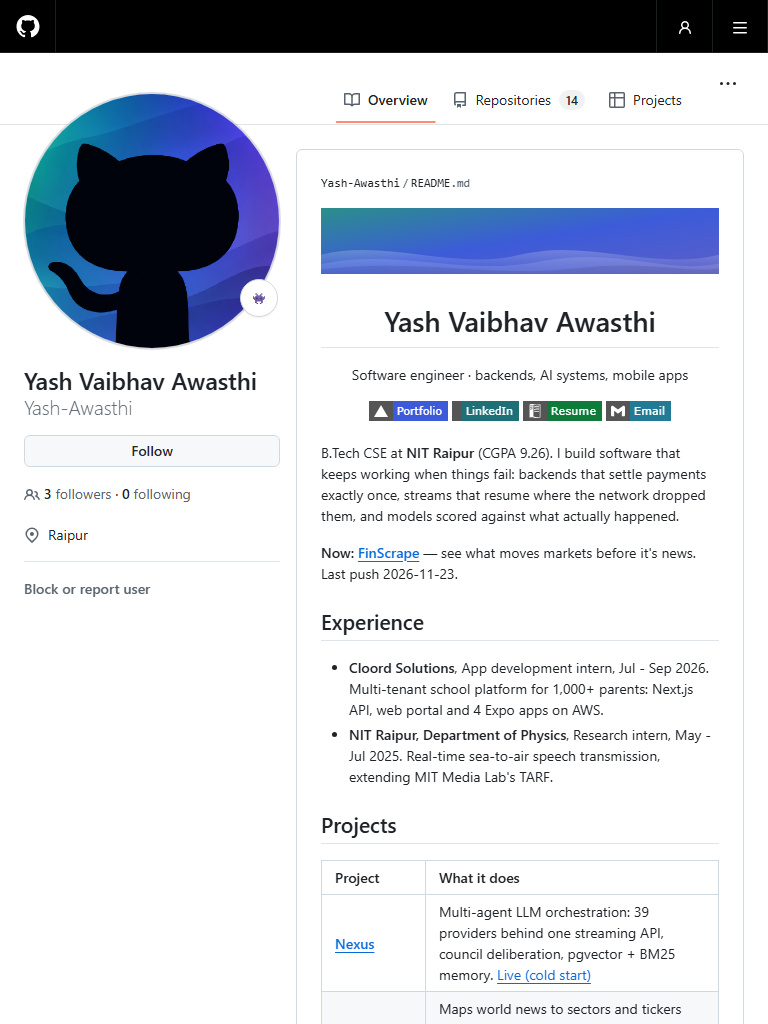 Overview
Repositories 14
Projects
Yash Vaibhav Awasthi
Yash-Awasthi
Follow
3 followers · 0 following
Raipur
Block or report user
Yash-Awasthi / README.md
Yash Vaibhav Awasthi
Software engineer · backends, AI systems, mobile apps
Portfolio LinkedIn Resume Email
B.Tech CSE at NIT Raipur (CGPA 9.26). I build software that
keeps working when things fail: backends that settle payments
exactly once, streams that resume where the network dropped
them, and models scored against what actually happened.
Now: FinScrape — see what moves markets before it's news.
Last push 2026-11-23.
Experience
Cloord Solutions, App development intern, Jul - Sep 2026.
Multi-tenant school platform for 1,000+ parents: Next.js
API, web portal and 4 Expo apps on AWS.
NIT Raipur, Department of Physics, Research intern, May -
Jul 2025. Real-time sea-to-air speech transmission,
extending MIT Media Lab's TARF.
Projects
Project What it does
Nexus
Multi-agent LLM orchestration: 39
providers behind one streaming API,
council deliberation, pgvector + BM25
memory. Live (cold start)
Maps world news to sectors and tickers